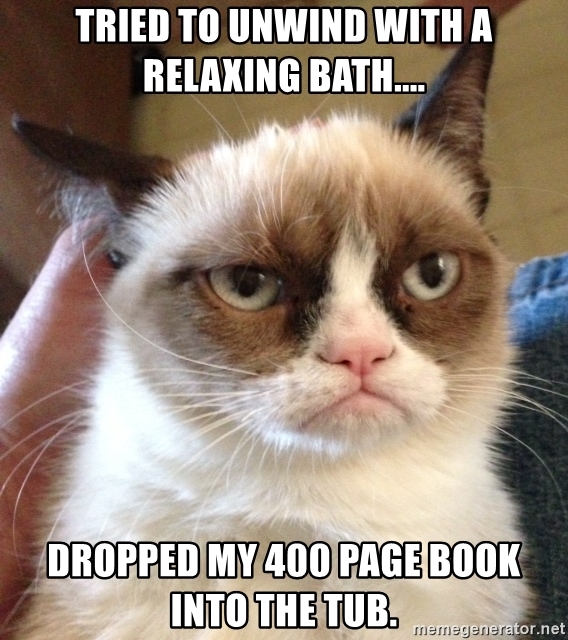 TRIED TO UNWIND WITH A
RELAXING BATH....
DROPPED MY 400 PAGE BOOK
INTO THE TUB.
memegenerator.net